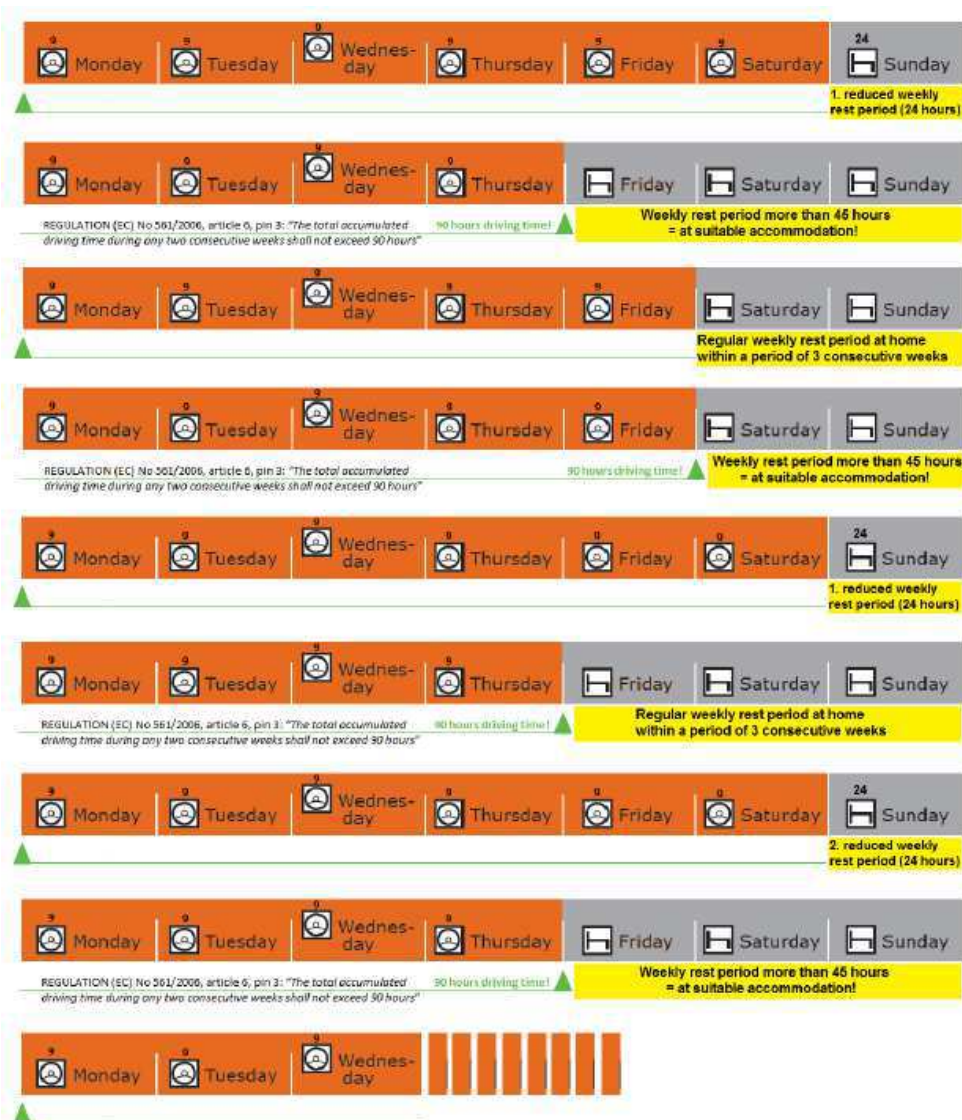 9 9 9 9 9 9 24
Monday Tuesday Wednes-day Thursday Friday Saturday Sunday
1. reduced weekly
rest period (24 hours)
9 9 9 9
Monday Tuesday Wednes-day Thursday Friday Saturday Sunday
REGULATION (EC) No 561/2006, article 6, pin 3: "The total accumulated
driving time during any two consecutive weeks shall not exceed 90 hours"
90 hours driving time!
Weekly rest period more than 45 hours
= at suitable accommodation!
9 9 9 9 9
Monday Tuesday Wednes-day Thursday Friday Saturday Sunday
Regular weekly rest period at home
within a period of 3 consecutive weeks
9 9 9 9 9
Monday Tuesday Wednes-day Thursday Friday Saturday Sunday
REGULATION (EC) No 561/2006, article 6, pin 3: "The total accumulated
driving time during any two consecutive weeks shall not exceed 90 hours"
90 hours driving time!
Weekly rest period more than 45 hours
= at suitable accommodation!
9 9 9 9 9 9 24
Monday Tuesday Wednes-day Thursday Friday Saturday Sunday
1. reduced weekly
rest period (24 hours)
9 9 9 9
Monday Tuesday Wednes-day Thursday Friday Saturday Sunday
REGULATION (EC) No 561/2006, article 6, pin 3: "The total accumulated
driving time during any two consecutive weeks shall not exceed 90 hours"
90 hours driving time!
Regular weekly rest period at home
within a period of 3 consecutive weeks
9 9 9 9 9 9 24
Monday Tuesday Wednes-day Thursday Friday Saturday Sunday
2. reduced weekly
rest period (24 hours)
9 9 9 9
Monday Tuesday Wednes-day Thursday Friday Saturday Sunday
REGULATION (EC) No 561/2006, article 6, pin 3: "The total accumulated
driving time during any two consecutive weeks shall not exceed 90 hours"
90 hours driving time!
Weekly rest period more than 45 hours
= at suitable accommodation!
9 9 9
Monday Tuesday Wednes-day